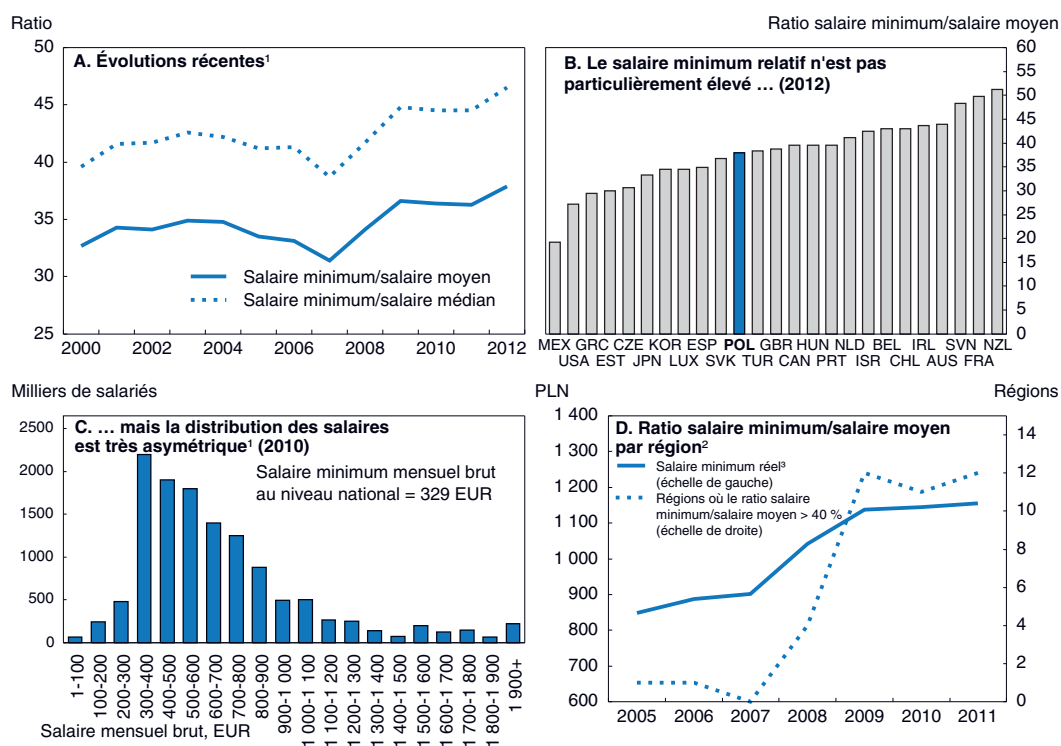 Ratio
A. Évolutions récentes¹
50
45
40
35
30
25
Salaire minimum/salaire moyen
Salaire minimum/salaire médian
2000 2002 2004 2006 2008 2010 2012
Ratio salaire minimum/salaire moyen
B. Le salaire minimum relatif n'est pas
particulièrement élevé ... (2012)
60
55
50
45
40
35
30
25
20
15
10
5
0
MEX GRC CZE KOR ESP POL GBR HUN NLD BEL IRL SVN NZL
USA EST JPN LUX SVK TUR CAN PRT ISR CHL AUS FRA
Milliers de salariés
C. ... mais la distribution des salaires
est très asymétrique¹ (2010)
Salaire minimum mensuel brut
au niveau national = 329 EUR
2500
2000
1500
1000
500
0
1-100
100-200
200-300
300-400
400-500
500-600
600-700
700-800
800-900
900-1 000
1 000-1 100
1 100-1 200
1 200-1 300
1 300-1 400
1 400-1 500
1 500-1 600
1 600-1 700
1 700-1 800
1 800-1 900
1 900+
Salaire mensuel brut, EUR
PLN
Régions
D. Ratio salaire minimum/salaire moyen
par région²
Salaire minimum réel³
(échelle de gauche)
Régions où le ratio salaire
minimum/salaire moyen > 40 %
(échelle de droite)
1 400
1 300
1 200
1 100
1 000
900
800
700
600
14
12
10
8
6
4
2
0
2005 2006 2007 2008 2009 2010 2011